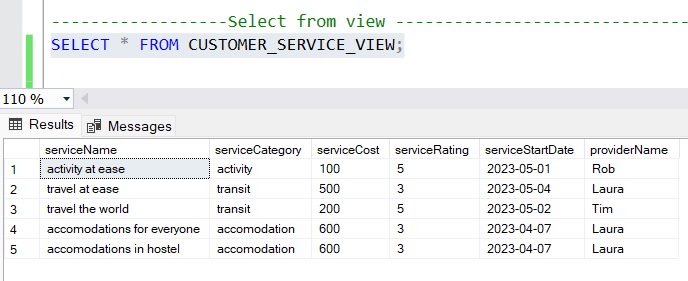 ------------------Select from view ------------------------------
SELECT * FROM CUSTOMER_SERVICE_VIEW;
110 %
Results Messages
serviceName serviceCategory serviceCost serviceRating serviceStartDate providerName
1 activity at ease activity 100 5 2023-05-01 Rob
2 travel at ease transit 500 3 2023-05-04 Laura
3 travel the world transit 200 5 2023-05-02 Tim
4 accomodations for everyone accomodation 600 3 2023-04-07 Laura
5 accomodations in hostel accomodation 600 3 2023-04-07 Laura